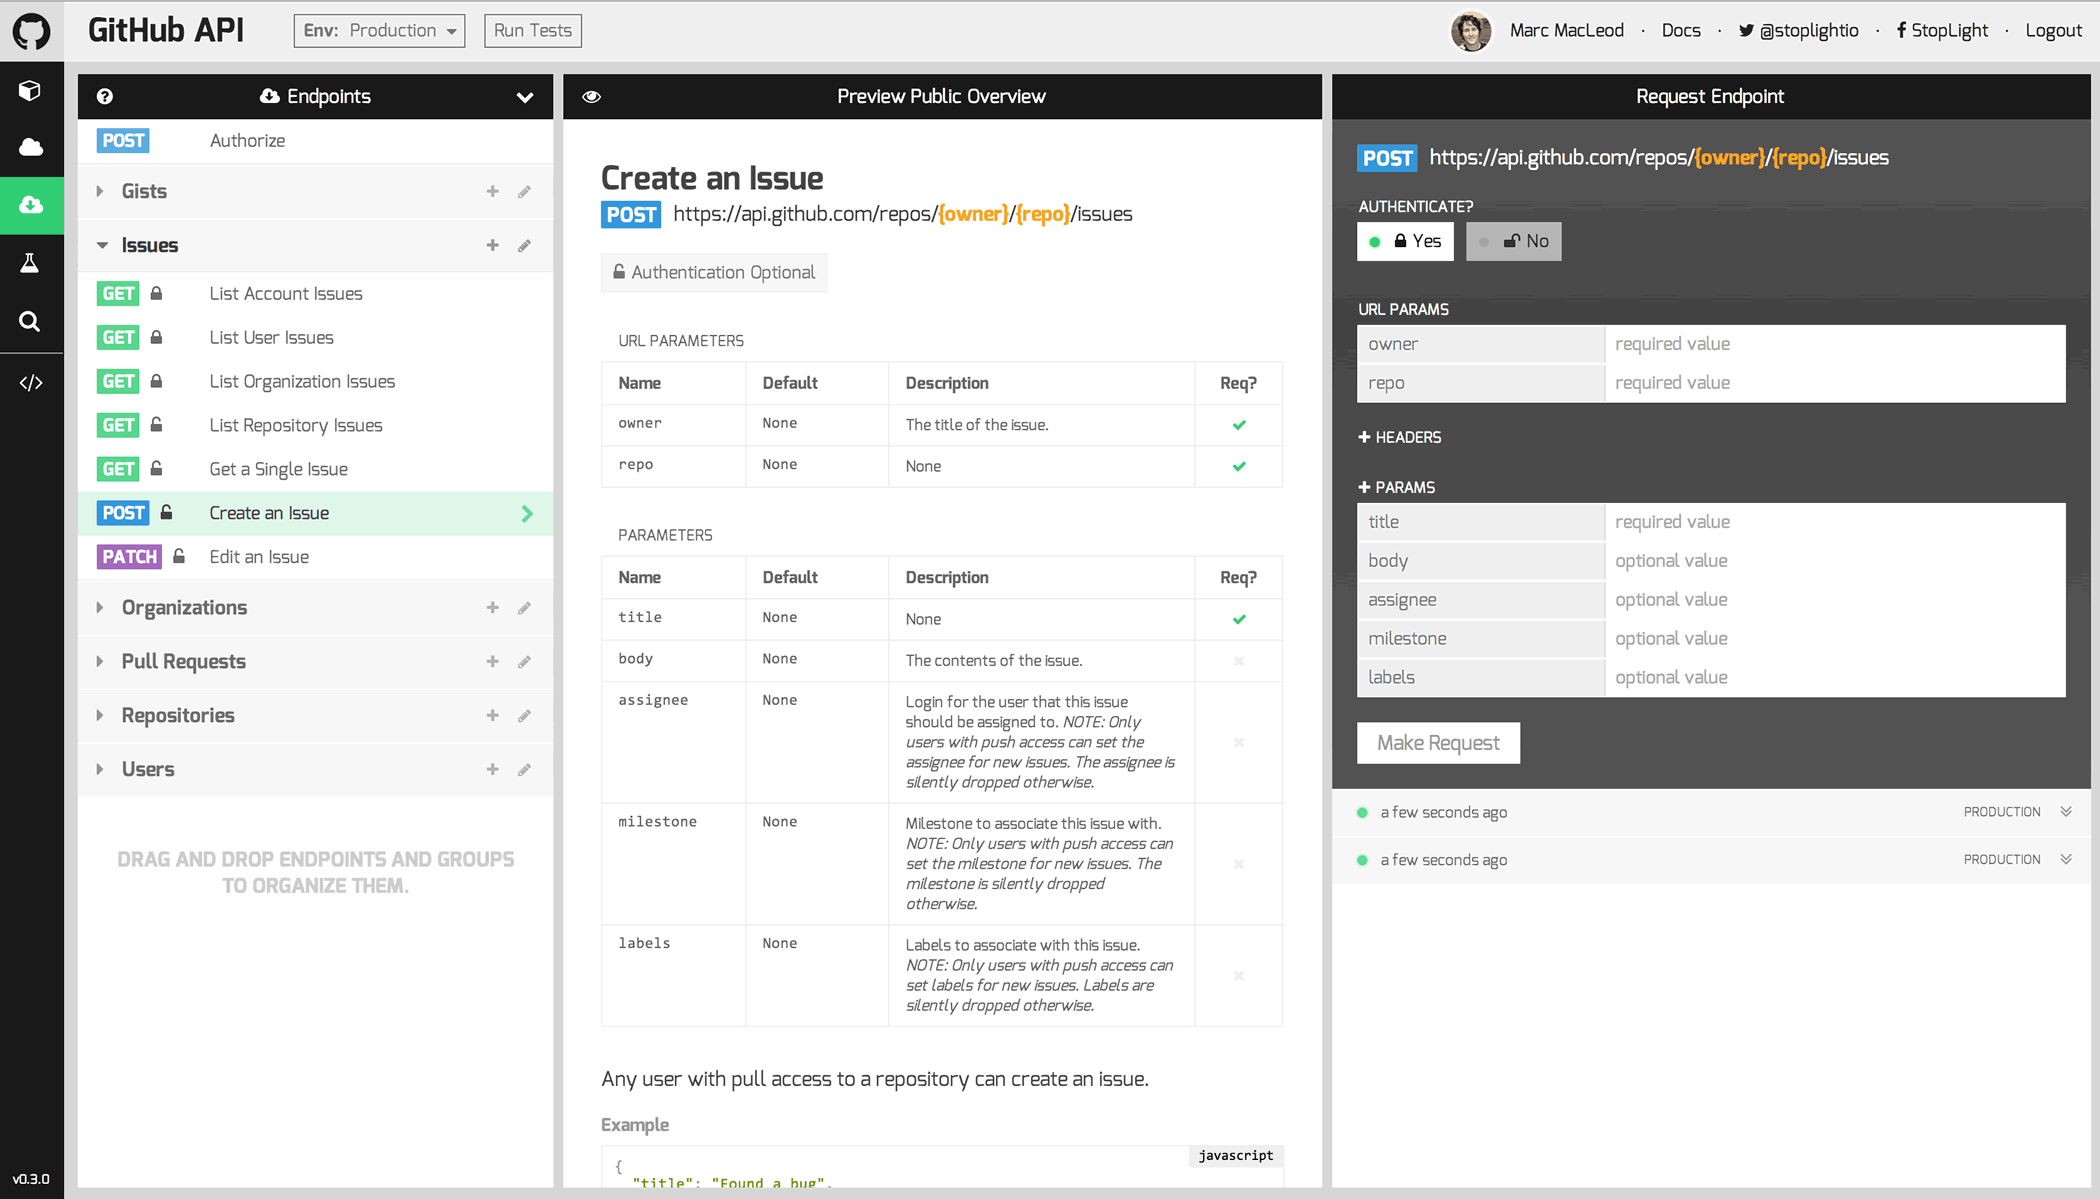 GitHub API
Env: Production
Run Tests
Marc MacLeod · Docs · @stoplightio · StopLight · Logout
Endpoints
POST Authorize
Gists
Issues
GET List Account Issues
GET List User Issues
GET List Organization Issues
GET List Repository Issues
GET Get a Single Issue
POST Create an Issue
PATCH Edit an Issue
Organizations
Pull Requests
Repositories
Users
DRAG AND DROP ENDPOINTS AND GROUPS
TO ORGANIZE THEM.
v0.3.0
Preview Public Overview
Create an Issue
POST https://api.github.com/repos/{owner}/{repo}/issues
Authentication Optional
URL PARAMETERS
Name Default Description Req?
owner None The title of the issue.
repo None None
PARAMETERS
Name Default Description Req?
title None None
body None The contents of the issue.
assignee None Login for the user that this issue
should be assigned to. NOTE: Only
users with push access can set the
assignee for new issues. The assignee is
silently dropped otherwise.
milestone None Milestone to associate this issue with.
NOTE: Only users with push access can
set the milestone for new issues. The
milestone is silently dropped
otherwise.
labels None Labels to associate with this issue.
NOTE: Only users with push access can
set labels for new issues. Labels are
silently dropped otherwise.
Any user with pull access to a repository can create an issue.
Example
javascript
{
"title": "Found a bug",
Request Endpoint
POST https://api.github.com/repos/{owner}/{repo}/issues
AUTHENTICATE?
Yes No
URL PARAMS
owner required value
repo required value
+ HEADERS
+ PARAMS
title required value
body optional value
assignee optional value
milestone optional value
labels optional value
Make Request
a few seconds ago PRODUCTION
a few seconds ago PRODUCTION